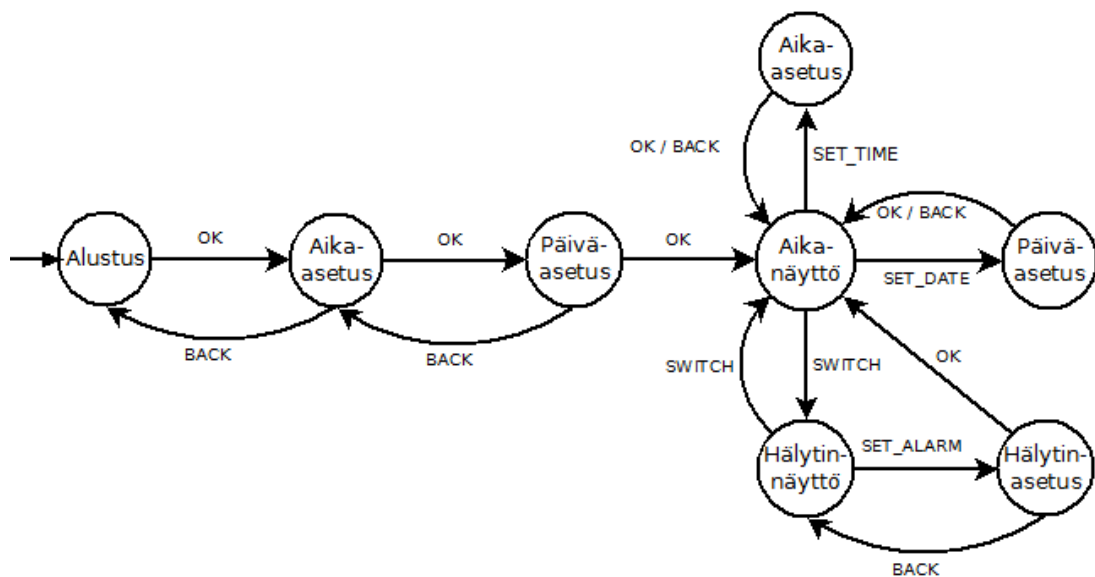 Aika-
asetus
OK / BACK
SET_TIME
Alustus
OK
Aika-
asetus
OK
Päivä-
asetus
OK
Aika-
näyttö
OK / BACK
SET_DATE
Päivä-
asetus
BACK
BACK
SWITCH
SWITCH
OK
Hälytin-
näyttö
SET_ALARM
Hälytin-
asetus
BACK